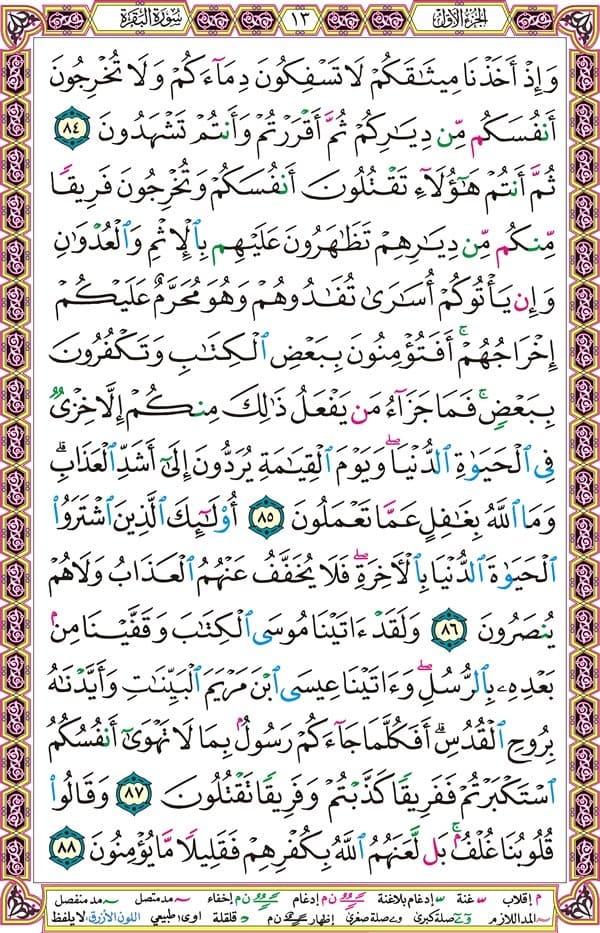 الجزء الأول ١٣ سورة البقرة
وَإِذْ أَخَذْنَا مِيثَـٰقَكُمْ لَا تَسْفِكُونَ دِمَآءَكُمْ وَلَا تُخْرِجُونَ
أَنفُسَكُم مِّن دِيَـٰرِكُمْ ثُمَّ أَقْرَرْتُمْ وَأَنتُمْ تَشْهَدُونَ ٨٤
ثُمَّ أَنتُمْ هَـٰٓؤُلَآءِ تَقْتُلُونَ أَنفُسَكُمْ وَتُخْرِجُونَ فَرِيقًا
مِّنكُم مِّن دِيَـٰرِهِمْ تَظَـٰهَرُونَ عَلَيْهِم بِٱلْإِثْمِ وَٱلْعُدْوَٰنِ
وَإِن يَأْتُوكُمْ أُسَـٰرَىٰ تُفَـٰدُوهُمْ وَهُوَ مُحَرَّمٌ عَلَيْكُمْ
إِخْرَاجُهُمْ ۚ أَفَتُؤْمِنُونَ بِبَعْضِ ٱلْكِتَـٰبِ وَتَكْفُرُونَ
بِبَعْضٍ ۚ فَمَا جَزَآءُ مَن يَفْعَلُ ذَٰلِكَ مِنكُمْ إِلَّا خِزْىٌ
فِى ٱلْحَيَوٰةِ ٱلدُّنْيَا ۖ وَيَوْمَ ٱلْقِيَـٰمَةِ يُرَدُّونَ إِلَىٰٓ أَشَدِّ ٱلْعَذَابِ ۗ
وَمَا ٱللَّهُ بِغَـٰفِلٍ عَمَّا تَعْمَلُونَ ٨٥ أُو۟لَـٰٓئِكَ ٱلَّذِينَ ٱشْتَرَوُا۟
ٱلْحَيَوٰةَ ٱلدُّنْيَا بِٱلْـَٔاخِرَةِ ۖ فَلَا يُخَفَّفُ عَنْهُمُ ٱلْعَذَابُ وَلَا هُمْ
يُنصَرُونَ ٨٦ وَلَقَدْ ءَاتَيْنَا مُوسَى ٱلْكِتَـٰبَ وَقَفَّيْنَا مِنۢ
بَعْدِهِۦ بِٱلرُّسُلِ ۖ وَءَاتَيْنَا عِيسَى ٱبْنَ مَرْيَمَ ٱلْبَيِّنَـٰتِ وَأَيَّدْنَـٰهُ
بِرُوحِ ٱلْقُدُسِ ۗ أَفَكُلَّمَا جَآءَكُمْ رَسُولٌۢ بِمَا لَا تَهْوَىٰٓ أَنفُسُكُمُ
ٱسْتَكْبَرْتُمْ فَفَرِيقًا كَذَّبْتُمْ وَفَرِيقًا تَقْتُلُونَ ٨٧ وَقَالُوا۟
قُلُوبُنَا غُلْفٌۢ ۚ بَل لَّعَنَهُمُ ٱللَّهُ بِكُفْرِهِمْ فَقَلِيلًا مَّا يُؤْمِنُونَ ٨٨
م إقلاب غنة إدغام بلاغنة ن م إدغام ن م إخفاء مد متصل مد منفصل
المد اللازم صلة كبرى صلة صغرى إظهار ن م قلقلة اوى: طبيعي اللون الأزرق: لا يلفظ